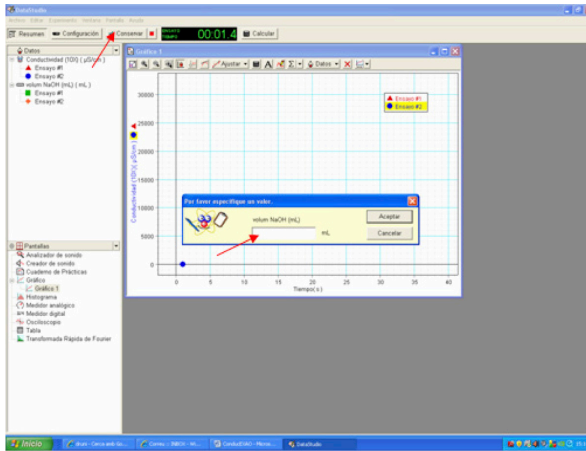 DataStudio
Archivo Editar Experimento Ventana Pantalla Ayuda
Resumen Configuración Conservar ENSAYO TIEMPO 00:01.4 Calcular
Datos
Conductividad (10X) ( µS/cm )
Ensayo #1
Ensayo #2
volum NaOH (mL) ( mL )
Ensayo #1
Ensayo #2
Pantallas
Analizador de sonido
Creador de sonido
Cuaderno de Prácticas
Gráfico
Gráfico 1
Histograma
Medidor analógico
Medidor digital
Osciloscopio
Tabla
Transformada Rápida de Fourier
Gráfico 1
Ajustar A Σ Datos
Ensayo #1
Ensayo #2
Conductividad (10X)( µS/cm )
30000
25000
15000
10000
5000
0
0 5 10 15 20 25 30 35 40
Tiempo( s )
Por favor especifique un valor.
volum NaOH (mL)
mL
Aceptar
Cancelar
Inicio
DataStudio